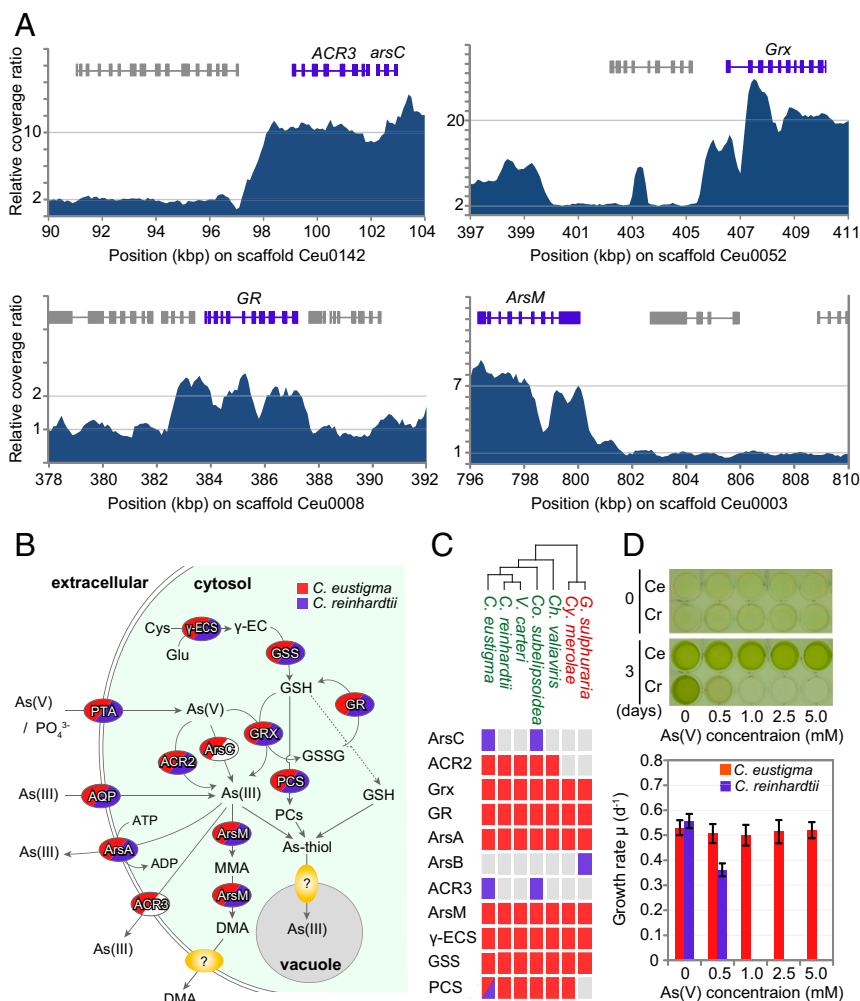 A
ACR3 arsC
Relative coverage ratio
10
2
90 92 94 96 98 100 102 104
Position (kbp) on scaffold Ceu0142
Grx
20
2
397 399 401 403 405 407 409 411
Position (kbp) on scaffold Ceu0052
GR
Relative coverage ratio
2
1
378 380 382 384 386 388 390 392
Position (kbp) on scaffold Ceu0008
ArsM
7
1
796 798 800 802 804 806 808 810
Position (kbp) on scaffold Ceu0003
B
extracellular
cytosol
C. eustigma
C. reinhardtii
Cys
γ-ECS
γ-EC
Glu
GSS
GSH
As(V)
/ PO₄³⁻
PTA
As(V)
GR
GRX
ArsC
ACR2
GSSG
PCS
As(III)
AQP
As(III)
GSH
PCs
ATP
ArsM
As(III)
ArsA
ADP
As-thiol
MMA
?
ACR3
ArsM
As(III)
DMA
As(III)
?
vacuole
DMA
C
C. eustigma
C. reinhardtii
V. carteri
Co. subelipsoidea
Ch. valiaviris
Cy. merolae
G. sulphuraria
ArsC
ACR2
Grx
GR
ArsA
ArsB
ACR3
ArsM
γ-ECS
GSS
PCS
D
0
Ce
Cr
3
Ce
Cr
(days)
0 0.5 1.0 2.5 5.0
As(V) concentraion (mM)
C. eustigma
C. reinhardtii
Growth rate μ (d⁻¹)
0.8
0.7
0.6
0.5
0.4
0.3
0.2
0.1
0
0 0.5 1.0 2.5 5.0
As(V) concentraion (mM)